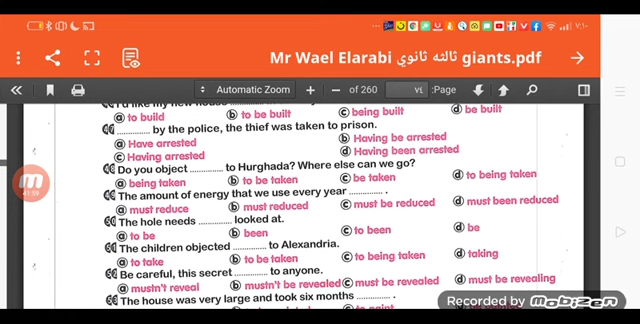 ٧:١٠
giants.pdf ثالثه ثانوي Mr Wael Elarabi
Automatic Zoom
of 260
Page:
I'd like my new house
ⓐ to build ⓑ to be built ⓒ being built ⓓ be built
.............. by the police, the thief was taken to prison.
ⓐ Have arrested ⓑ Having be arrested
ⓒ Having arrested ⓓ Having been arrested
Do you object .............. to Hurghada? Where else can we go?
ⓐ being taken ⓑ to be taken ⓒ be taken ⓓ to being taken
The amount of energy that we use every year .............. .
ⓐ must reduce ⓑ must reduced ⓒ must be reduced ⓓ must been reduced
The hole needs .............. looked at.
ⓐ to be ⓑ been ⓒ to been ⓓ be
The children objected .............. to Alexandria.
ⓐ to take ⓑ to be taken ⓒ to being taken ⓓ taking
Be careful, this secret .............. to anyone.
ⓐ mustn't reveal ⓑ mustn't be revealed ⓒ must be revealed ⓓ must be revealing
The house was very large and took six months .............. .
Recorded by Mobizen